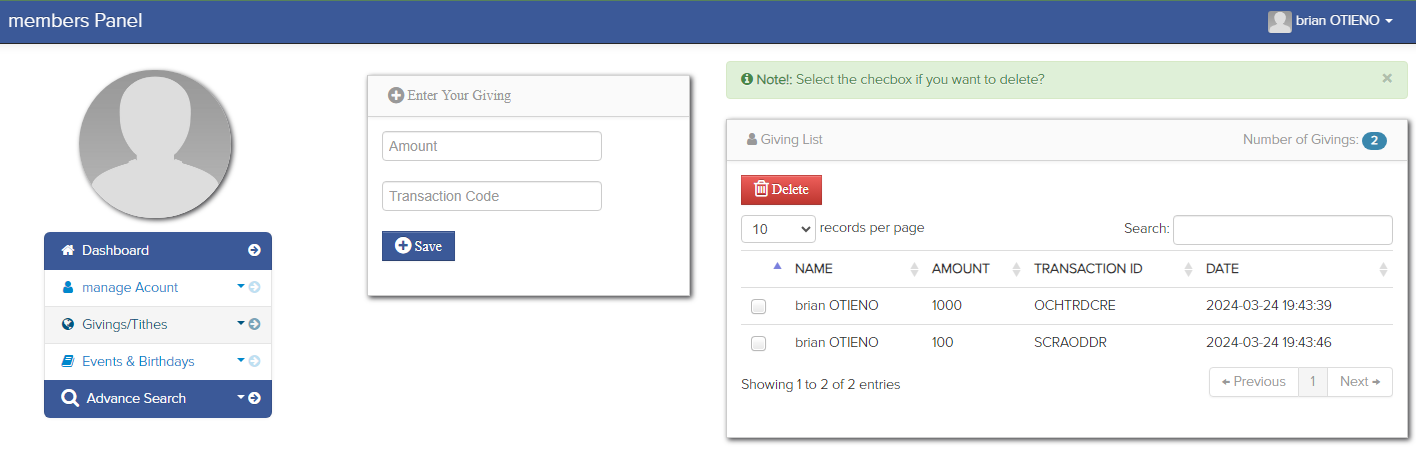 members Panel
brian OTIENO
Dashboard
manage Acount
Givings/Tithes
Events & Birthdays
Advance Search
Enter Your Giving
Amount
Transaction Code
Save
Note!: Select the checbox if you want to delete?
×
Giving List Number of Givings: 2
Delete
10 records per page Search:
NAME AMOUNT TRANSACTION ID DATE
brian OTIENO 1000 OCHTRDCRE 2024-03-24 19:43:39
brian OTIENO 100 SCRAODDR 2024-03-24 19:43:46
Showing 1 to 2 of 2 entries
← Previous 1 Next →